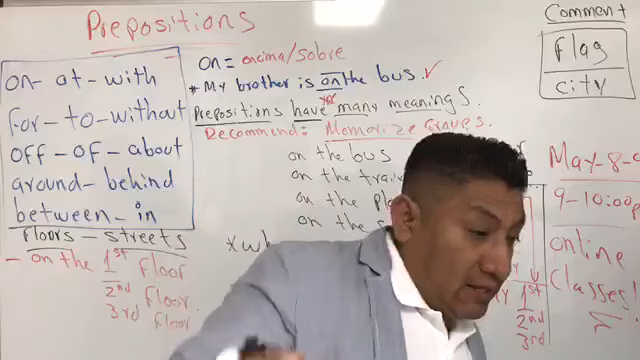 Prepositions
on - at - with
for - to - without
off - of - about
around - behind
between - in
floors - streets
- on the 1st floor
2nd floor
3rd floor
on = encima/sobre
* My brother is on the bus. ✓
Prepositions have many meanings.
Recommend: Memorize groups.
on the bus
on the
on the
on the
Comment
flag
city
May-8-
9-10:00p
online
Classes!
1st
2nd
3rd